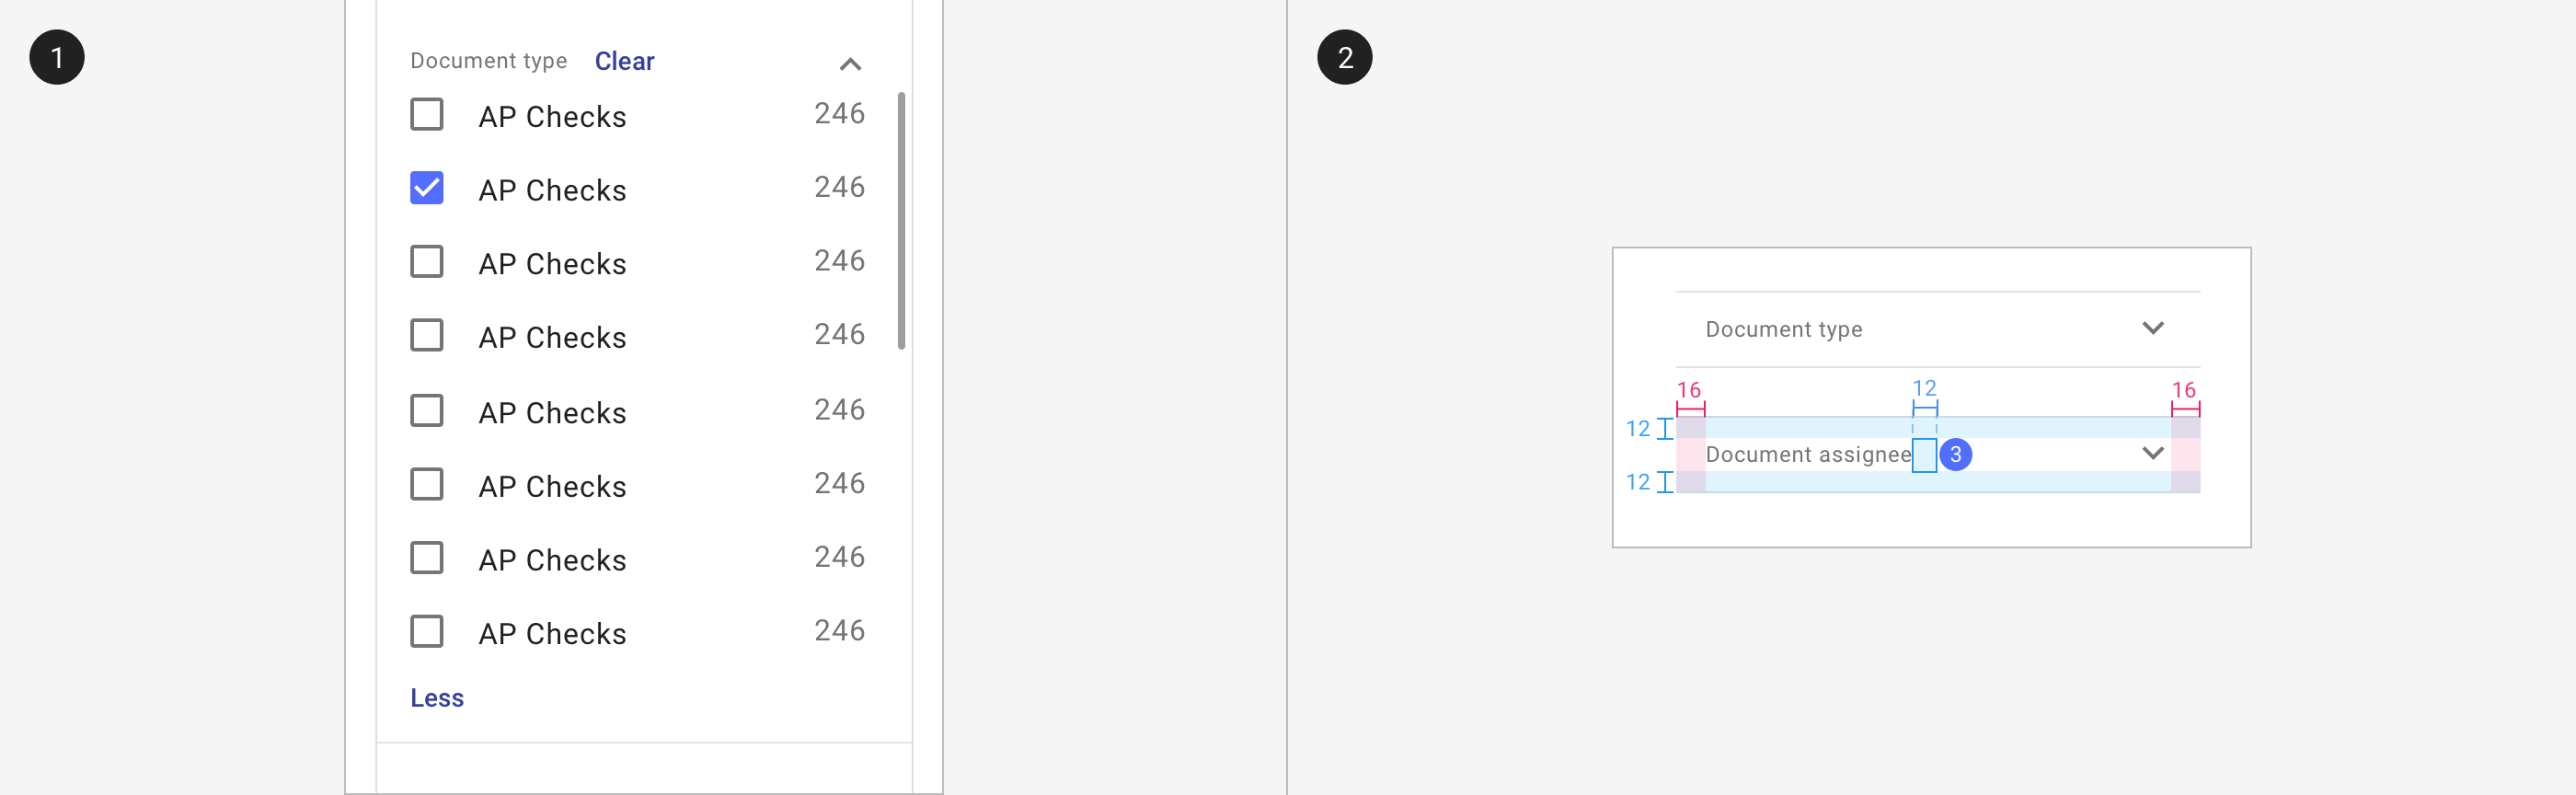 1
Document type Clear
AP Checks 246
AP Checks 246
AP Checks 246
AP Checks 246
AP Checks 246
AP Checks 246
AP Checks 246
AP Checks 246
Less
2
Document type
16 12 16
12
Document assignee 3
12